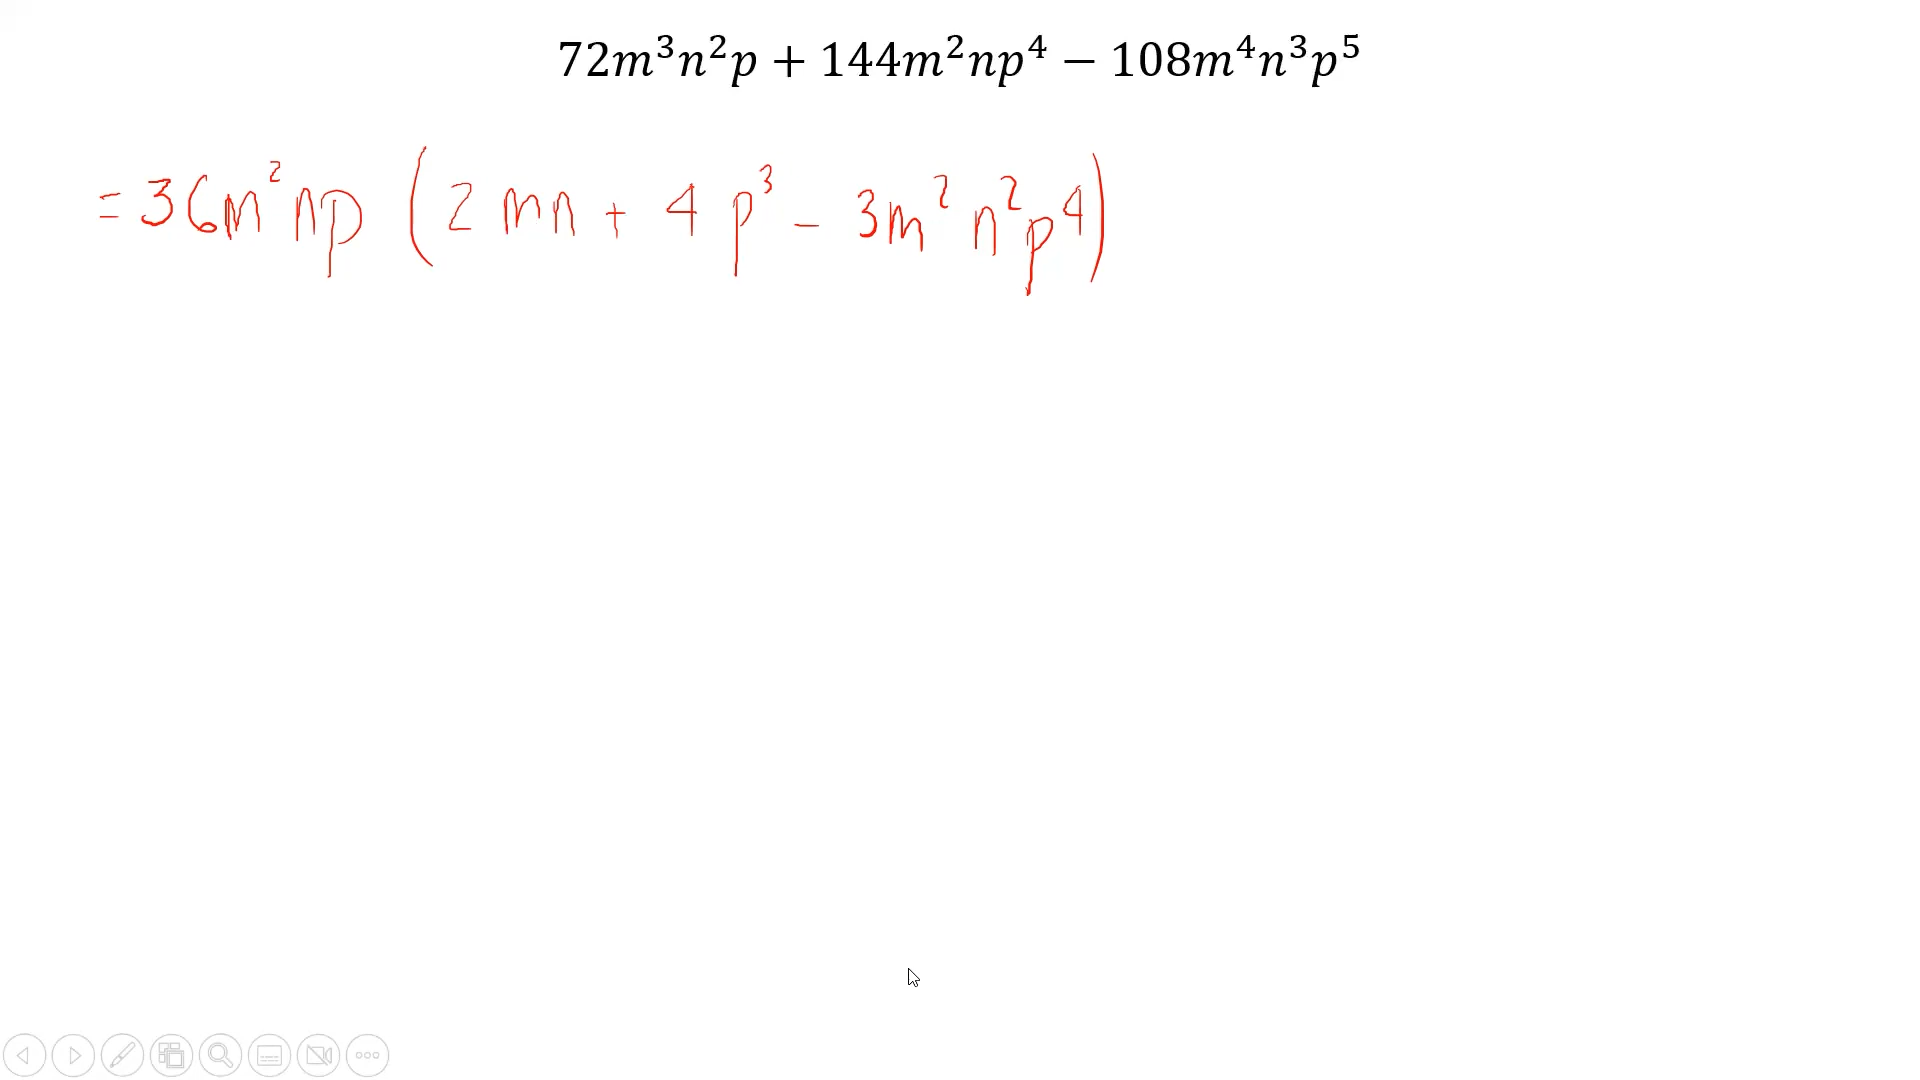 72m³n²p + 144m²np⁴ − 108m⁴n³p⁵
= 36m²np (2mn + 4p³ − 3m²n²p⁴)